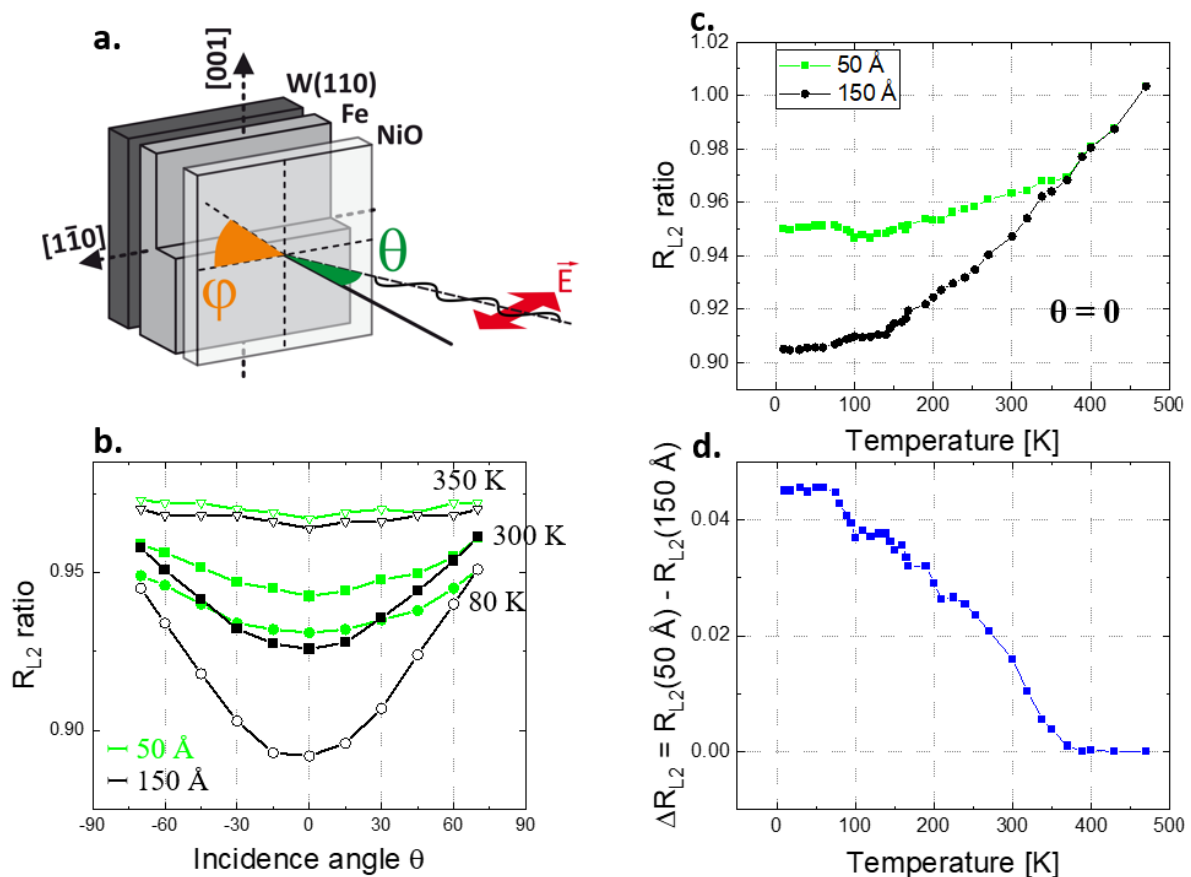 a.
[001]
W(110)
Fe
NiO
[11̅0]
φ
θ
E⃗
b.
350 K
300 K
80 K
0.95
0.90
R_L2 ratio
50 Å
150 Å
-90 -60 -30 0 30 60 90
Incidence angle θ
c.
1.02
1.00
0.98
0.96
0.94
0.92
0.90
R_L2 ratio
50 Å
150 Å
θ = 0
0 100 200 300 400 500
Temperature [K]
d.
0.04
0.02
0.00
ΔR_L2 = R_L2(50 Å) - R_L2(150 Å)
0 100 200 300 400 500
Temperature [K]